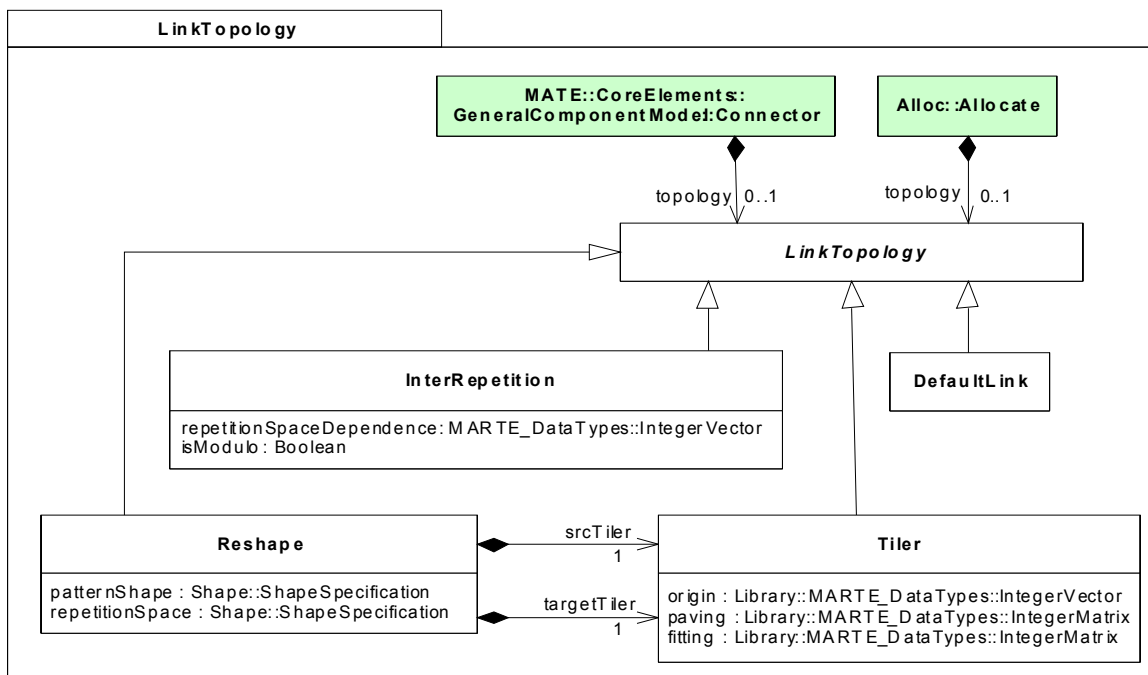 LinkTopology
MATE::CoreElements::
GeneralComponentModel::Connector
Alloc::Allocate
topology 0..1
topology 0..1
LinkTopology
InterRepetition
repetitionSpaceDependence: MARTE_DataTypes::IntegerVector
isModulo : Boolean
DefaultLink
Reshape
patternShape : Shape::ShapeSpecification
repetitionSpace : Shape::ShapeSpecification
srcTiler
1
targetTiler
1
Tiler
origin : Library::MARTE_DataTypes::IntegerVector
paving : Library::MARTE_DataTypes::IntegerMatrix
fitting : Library::MARTE_DataTypes::IntegerMatrix